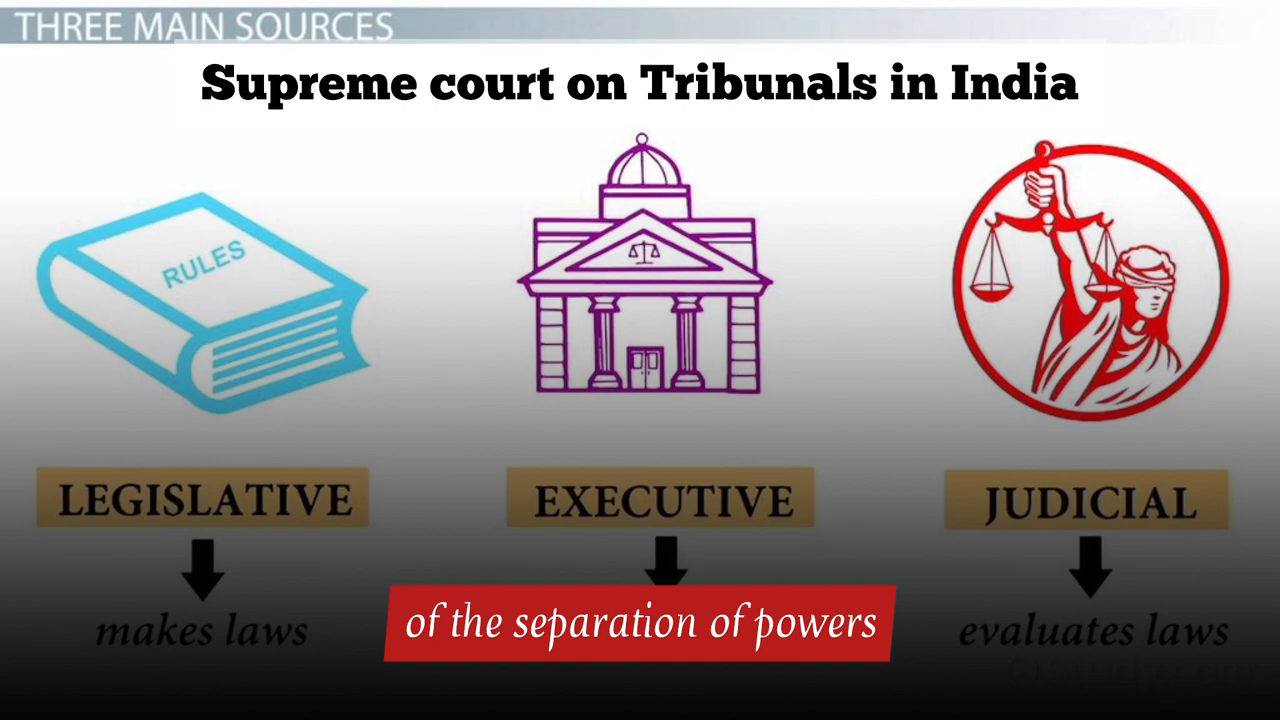 THREE MAIN SOURCES
Supreme court on Tribunals in India
RULES
LEGISLATIVE
EXECUTIVE
JUDICIAL
makes laws
of the separation of powers
evaluates laws